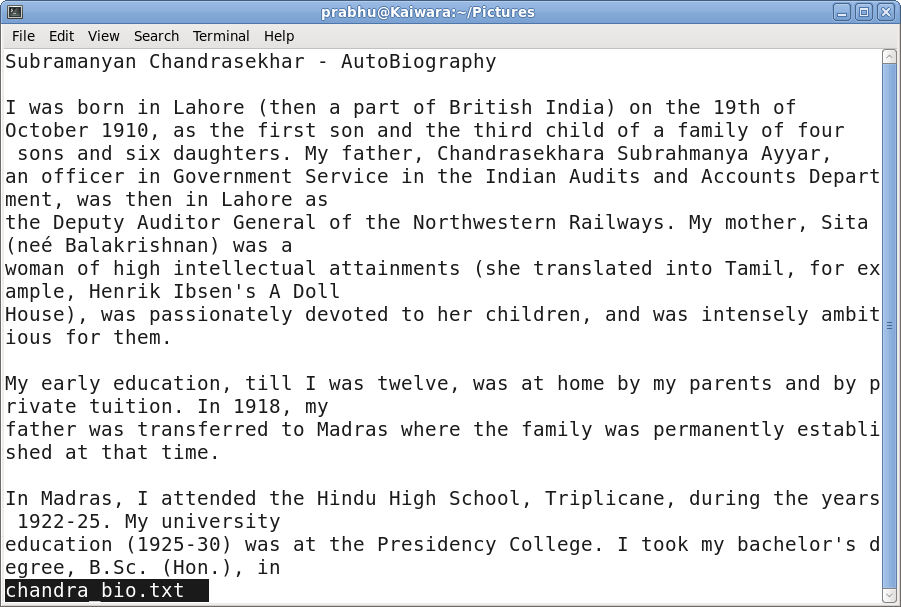 prabhu@Kaiwara:~/Pictures
File Edit View Search Terminal Help
Subramanyan Chandrasekhar - AutoBiography
I was born in Lahore (then a part of British India) on the 19th of
October 1910, as the first son and the third child of a family of four
sons and six daughters. My father, Chandrasekhara Subrahmanya Ayyar,
an officer in Government Service in the Indian Audits and Accounts Depart
ment, was then in Lahore as
the Deputy Auditor General of the Northwestern Railways. My mother, Sita
(neé Balakrishnan) was a
woman of high intellectual attainments (she translated into Tamil, for ex
ample, Henrik Ibsen's A Doll
House), was passionately devoted to her children, and was intensely ambit
ious for them.
My early education, till I was twelve, was at home by my parents and by p
rivate tuition. In 1918, my
father was transferred to Madras where the family was permanently establi
shed at that time.
In Madras, I attended the Hindu High School, Triplicane, during the years
1922-25. My university
education (1925-30) was at the Presidency College. I took my bachelor's d
egree, B.Sc. (Hon.), in
chandra_bio.txt